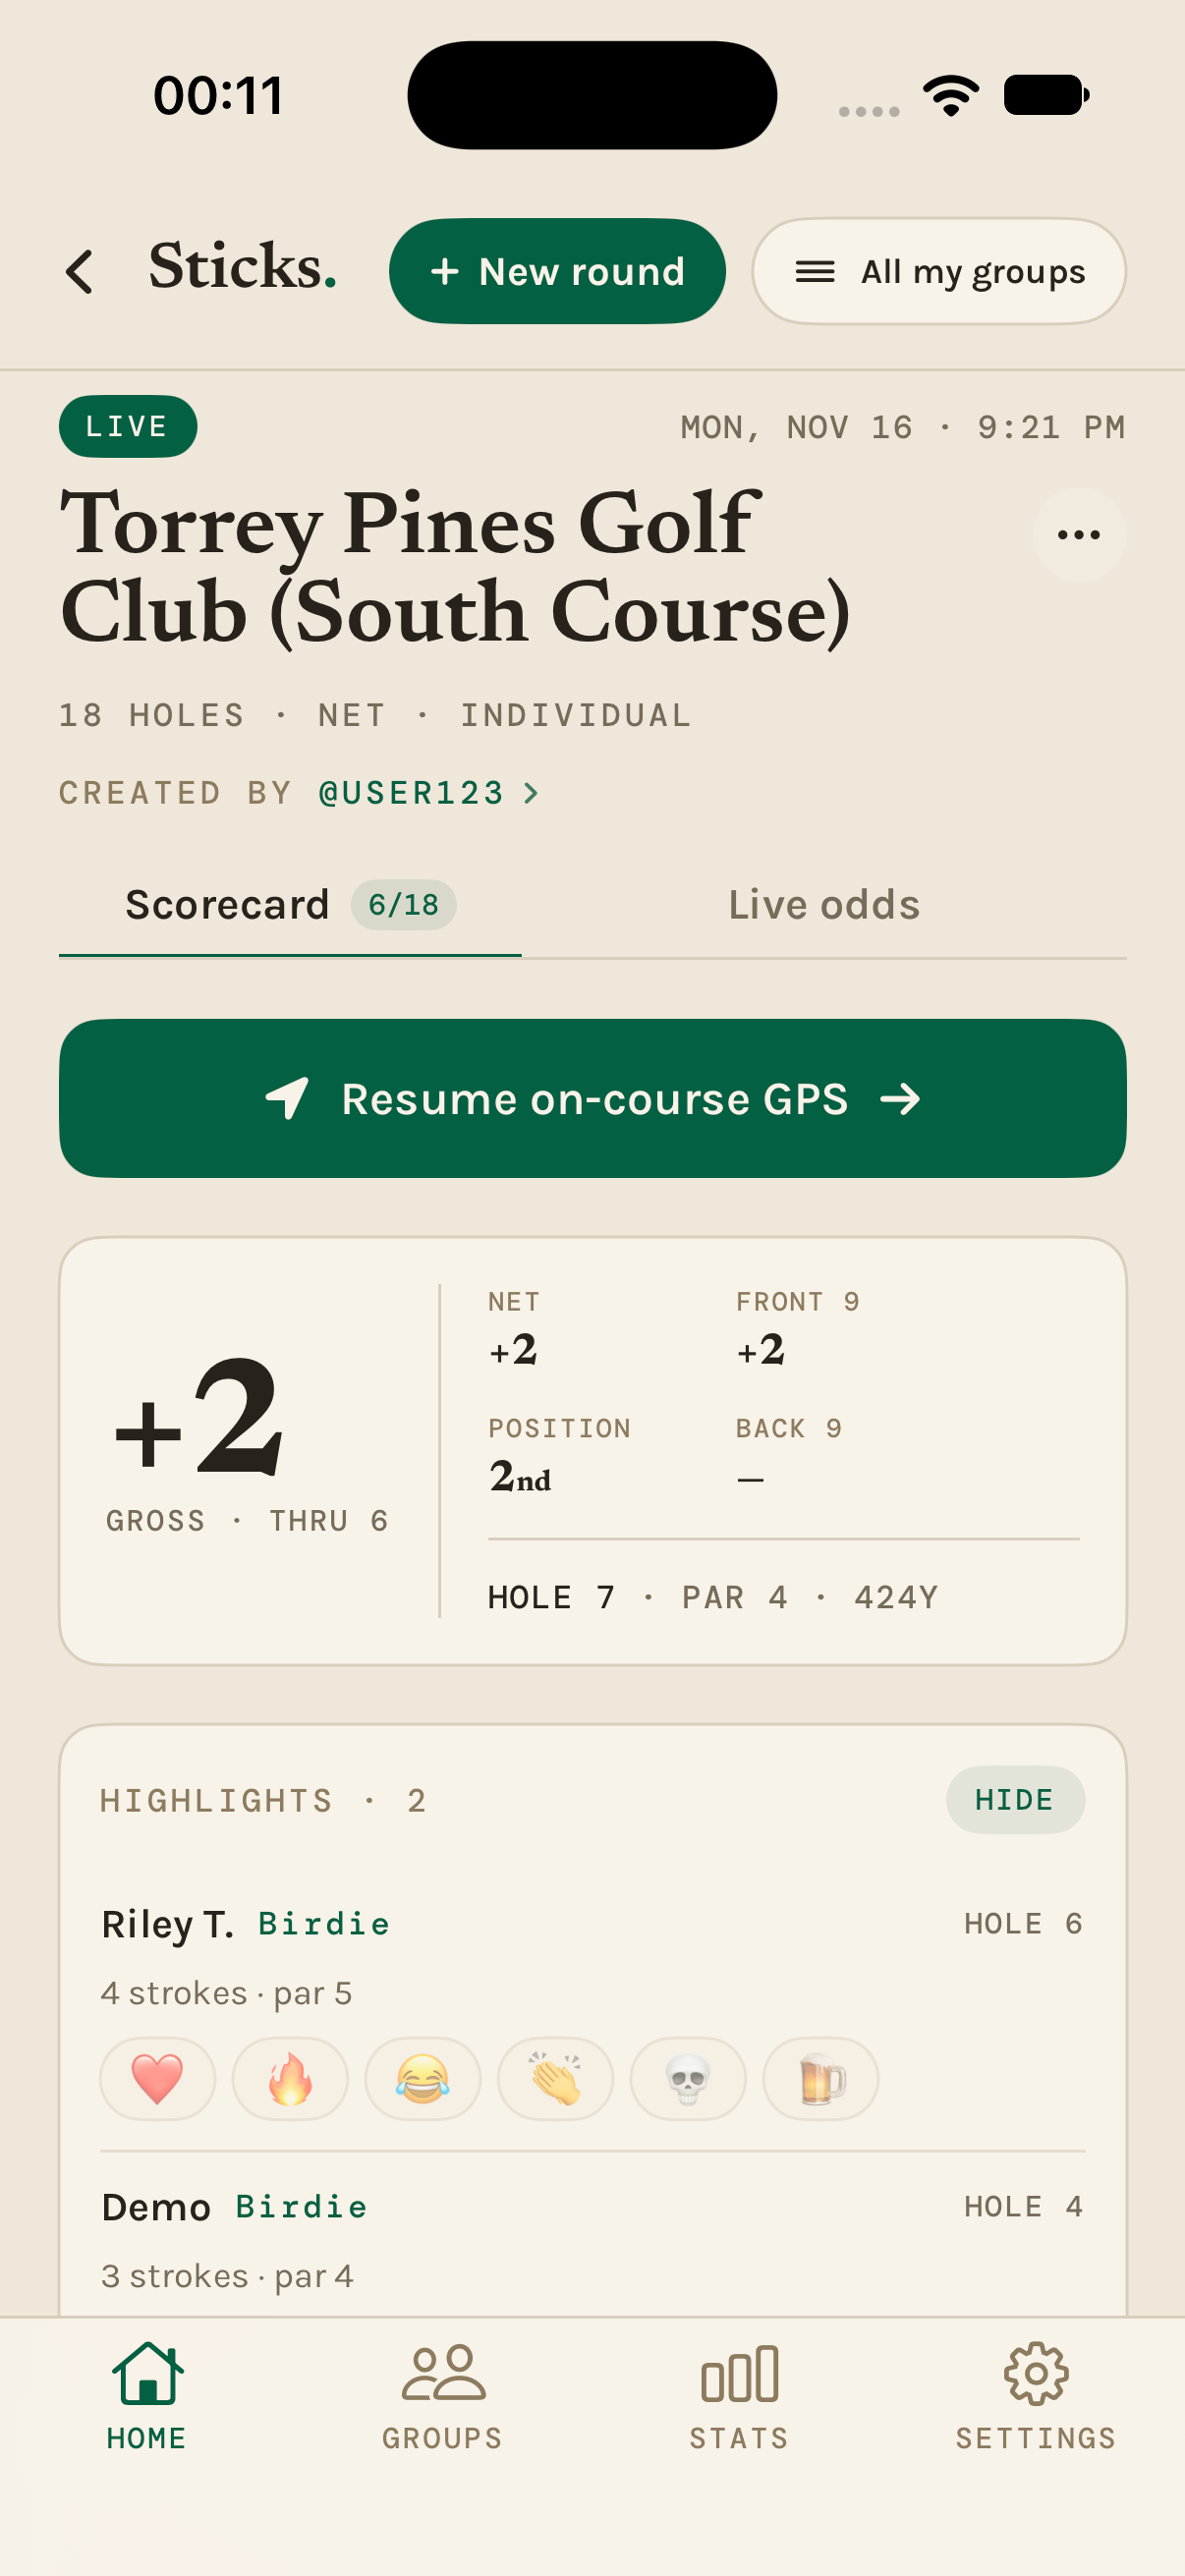 00:11
Sticks.
+ New round
All my groups
LIVE
MON, NOV 16 · 9:21 PM
Torrey Pines Golf
Club (South Course)
18 HOLES · NET · INDIVIDUAL
CREATED BY @USER123 >
Scorecard 6/18
Live odds
Resume on-course GPS →
+2
GROSS · THRU 6
NET
+2
FRONT 9
+2
POSITION
2nd
BACK 9
—
HOLE 7 · PAR 4 · 424Y
HIGHLIGHTS · 2
HIDE
Riley T. Birdie
HOLE 6
4 strokes · par 5
Demo Birdie
HOLE 4
3 strokes · par 4
HOME
GROUPS
STATS
SETTINGS